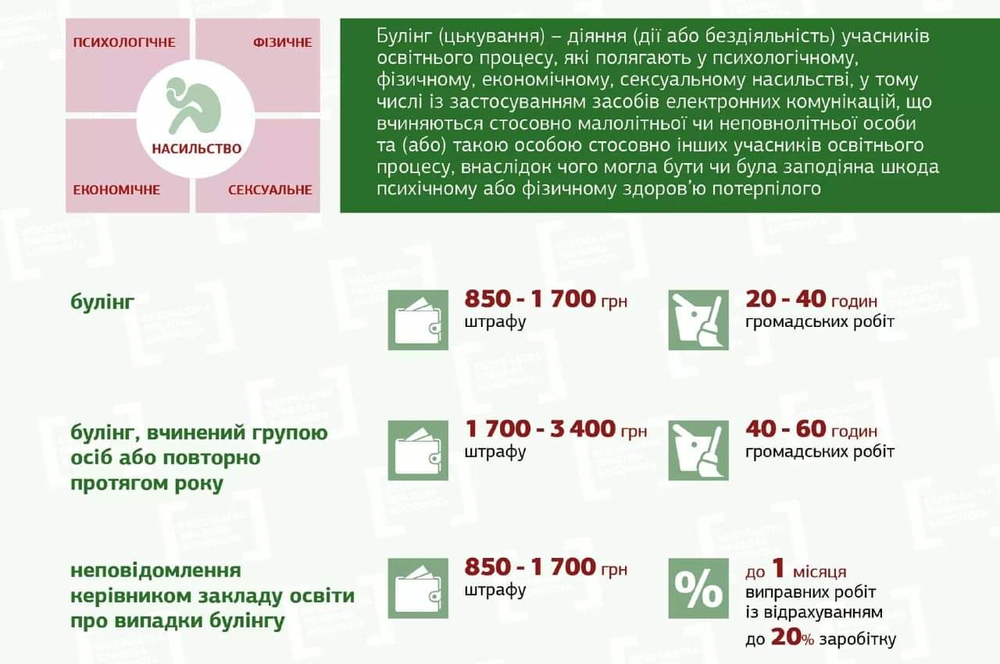 ПСИХОЛОГІЧНЕ
ФІЗИЧНЕ
НАСИЛЬСТВО
ЕКОНОМІЧНЕ
СЕКСУАЛЬНЕ
Булінг (цькування) – діяння (дії або бездіяльність) учасників
освітнього процесу, які полягають у психологічному,
фізичному, економічному, сексуальному насильстві, у тому
числі із застосуванням засобів електронних комунікацій, що
вчиняються стосовно малолітньої чи неповнолітньої особи
та (або) такою особою стосовно інших учасників освітнього
процесу, внаслідок чого могла бути чи була заподіяна шкода
психічному або фізичному здоров’ю потерпілого
булінг
850 - 1 700 грн
штрафу
20 - 40 годин
громадських робіт
булінг, вчинений групою
осіб або повторно
протягом року
1 700 - 3 400 грн
штрафу
40 - 60 годин
громадських робіт
неповідомлення
керівником закладу освіти
про випадки булінгу
850 - 1 700 грн
штрафу
%
до 1 місяця
виправних робіт
із відрахуванням
до 20% заробітку